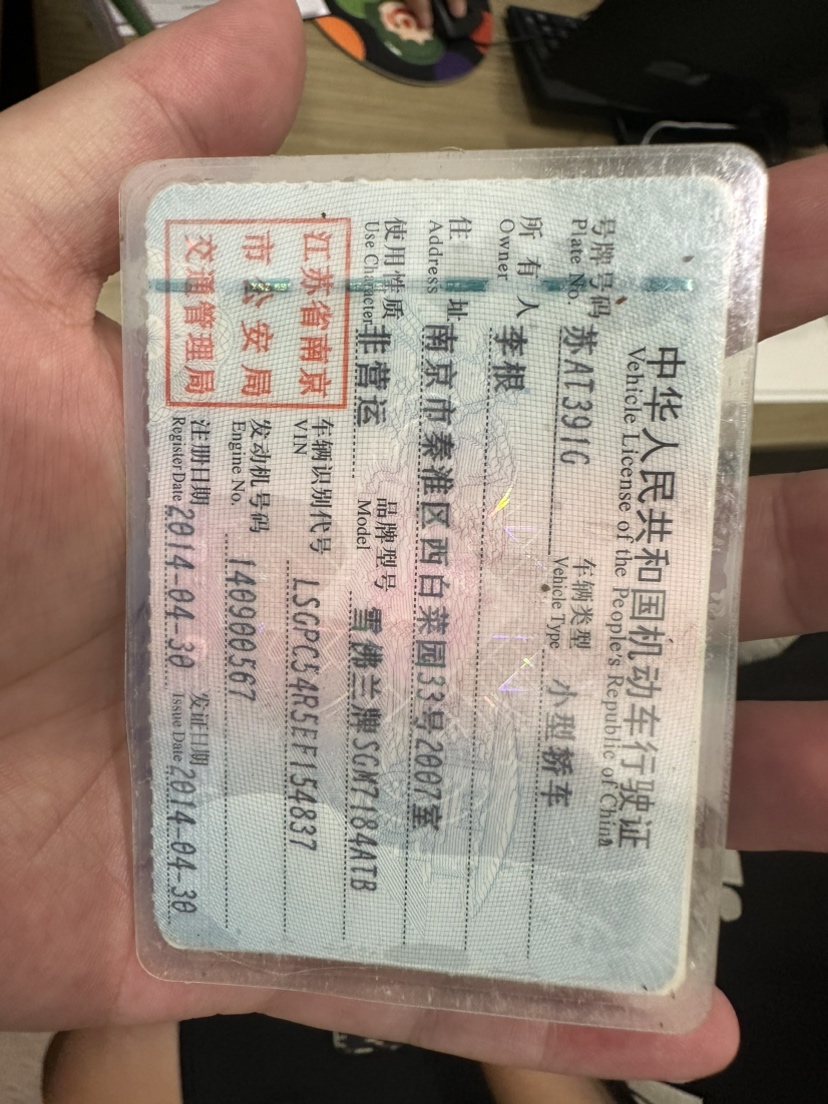 中华人民共和国机动车行驶证
Vehicle License of the People's Republic of China
号牌号码 苏AT391G 车辆类型 小型轿车
Plate No. Vehicle Type
所有人 李根
Owner
住址 南京市秦淮区西白菜园33号2007室
Address
使用性质 非营运 品牌型号 雪佛兰牌SGM7184ATB
Use Character Model
江苏省南京
市公安局
交通管理局
车辆识别代号 LSGPC54R5EF154837
VIN
发动机号码 140900567
Engine No.
注册日期 2014-04-30 发证日期 2014-04-30
Register Date Issue Date